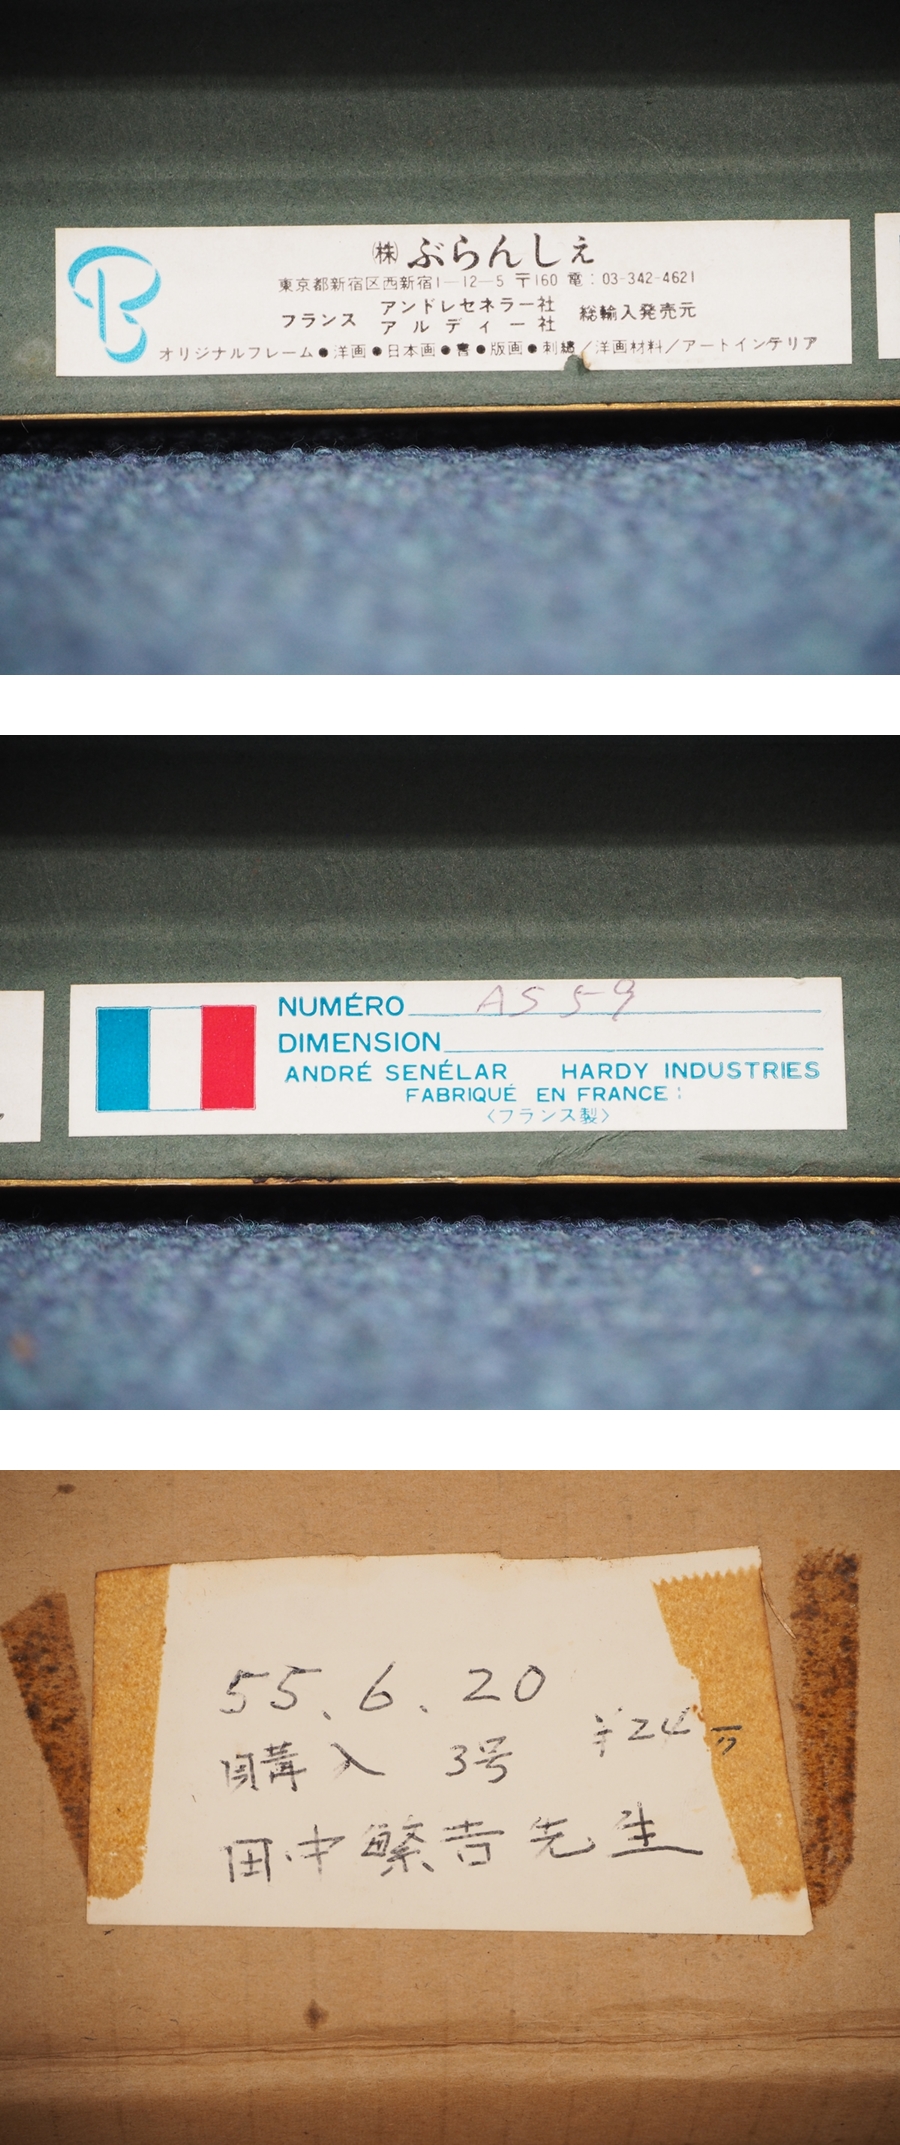 ㈱ ぶらんしぇ
東京都新宿区西新宿1—12—5 〒160 電：03-342-4621
フランス アンドレセネラー社 アルディー社 総輸入発売元
オリジナルフレーム●洋画●日本画●書●版画●刺繍／洋画材料／アートインテリア
NUMÉRO AS 59
DIMENSION
ANDRÉ SENÉLAR HARDY INDUSTRIES
FABRIQUÉ EN FRANCE:
〈フランス製〉
55.6.20
購入 3号 ¥24
田中繁吉先生